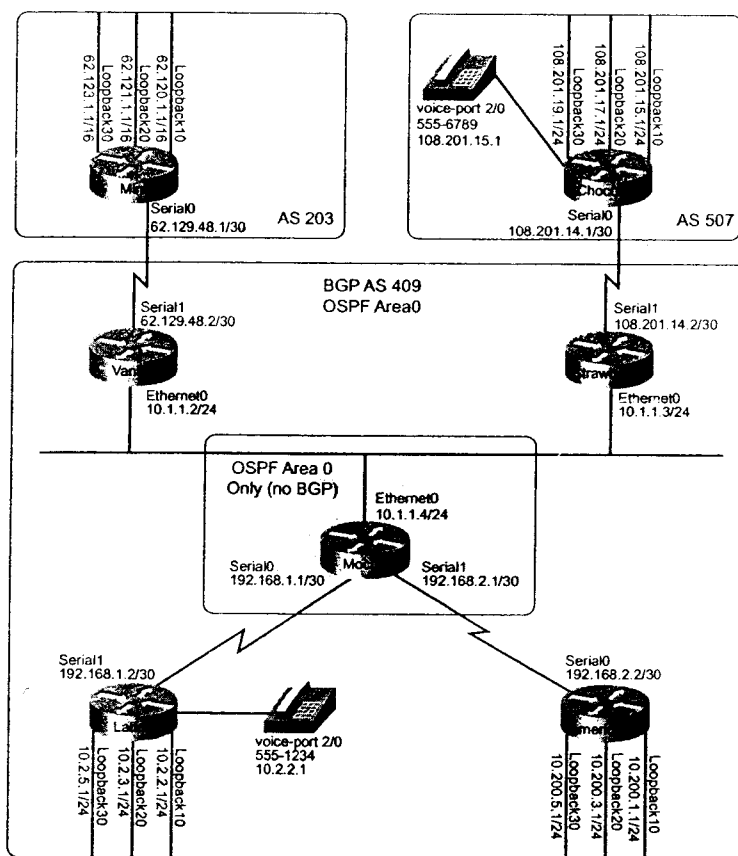 62.123.1.1/16
Loopback30
62.121.1.1/16
Loopback20
62.120.1.1/16
Loopback10
Serial0
62.129.48.1/30
AS 203
voice-port 2/0
555-6789
108.201.15.1
108.201.19.1/24
Loopback30
108.201.17.1/24
Loopback20
108.201.15.1/24
Loopback10
Choc
Serial0
108.201.14.1/30
AS 507
BGP AS 409
OSPF Area0
Serial1
62.129.48.2/30
Van
Ethernet0
10.1.1.2/24
Serial1
108.201.14.2/30
Straw
Ethernet0
10.1.1.3/24
OSPF Area 0
Only (no BGP)
Ethernet0
10.1.1.4/24
Serial0
192.168.1.1/30
Serial1
192.168.2.1/30
Serial1
192.168.1.2/30
voice-port 2/0
555-1234
10.2.2.1
10.2.5.1/24
Loopback30
10.2.3.1/24
Loopback20
10.2.2.1/24
Loopback10
Serial0
192.168.2.2/30
10.200.5.1/24
Loopback30
10.200.3.1/24
Loopback20
10.200.1.1/24
Loopback10